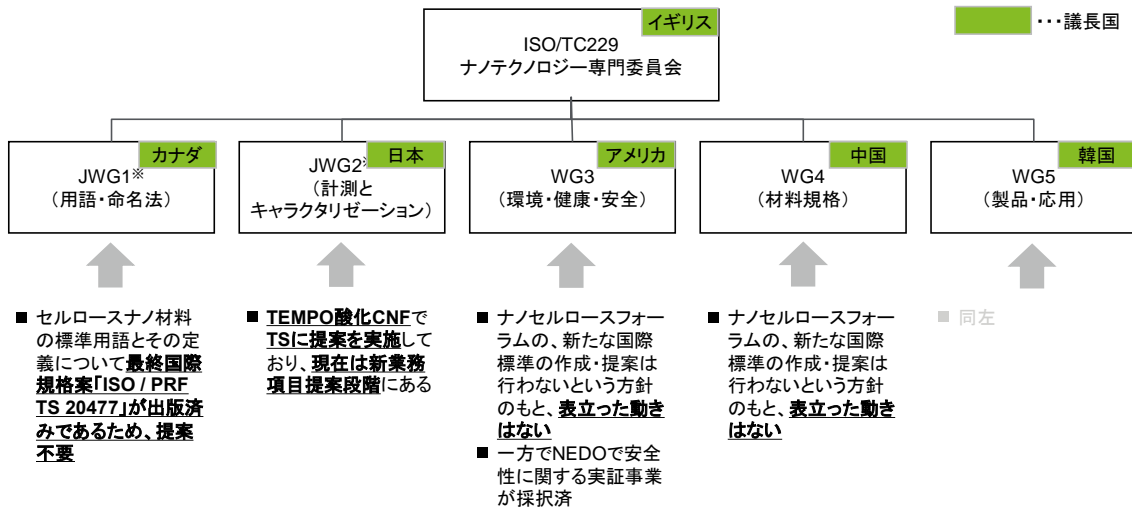 イギリス
・・・議長国
ISO/TC229
ナノテクノロジー専門委員会
カナダ
JWG1※
（用語・命名法）
日本
JWG2※
（計測と
キャラクタリゼーション）
アメリカ
WG3
（環境・健康・安全）
中国
WG4
（材料規格）
韓国
WG5
（製品・応用）
■ セルロースナノ材料
の標準用語とその定
義について最終国際
規格案「ISO / PRF
TS 20477」が出版済
みであるため、提案
不要
■ TEMPO酸化CNFで
TSに提案を実施して
おり、現在は新業務
項目提案段階にある
■ ナノセルロースフォー
ラムの、新たな国際
標準の作成・提案は
行わないという方針
のもと、表立った動き
はない
■ 一方でNEDOで安全
性に関する実証事業
が採択済
■ ナノセルロースフォー
ラムの、新たな国際
標準の作成・提案は
行わないという方針
のもと、表立った動き
はない
■ 同左